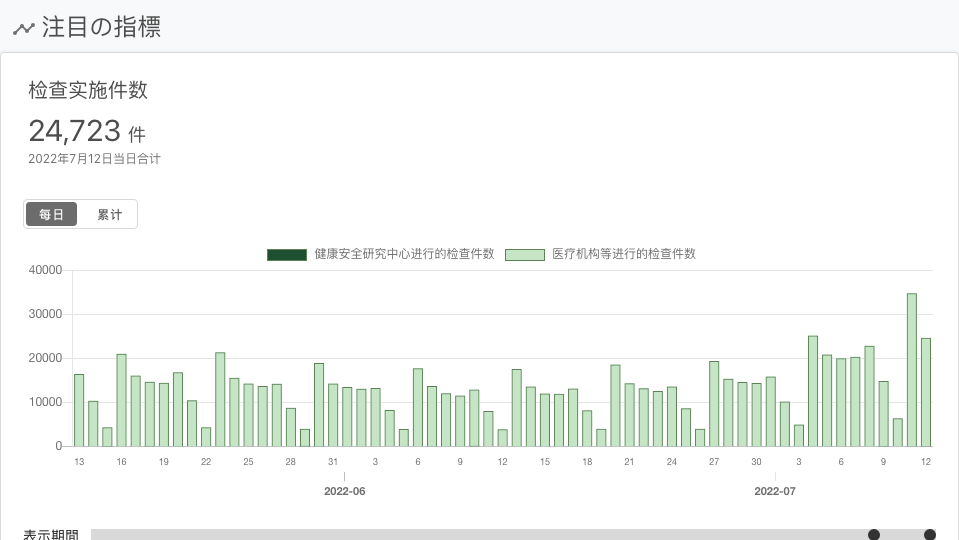 注目の指標
检查实施件数
24,723 件
2022年7月12日当日合计
每日 累计
健康安全研究中心进行的检查件数 医疗机构等进行的检查件数
40000
30000
20000
10000
0
13 16 19 22 25 28 31 3 6 9 12 15 18 21 24 27 30 3 6 9 12
2022-06 2022-07
表示期間